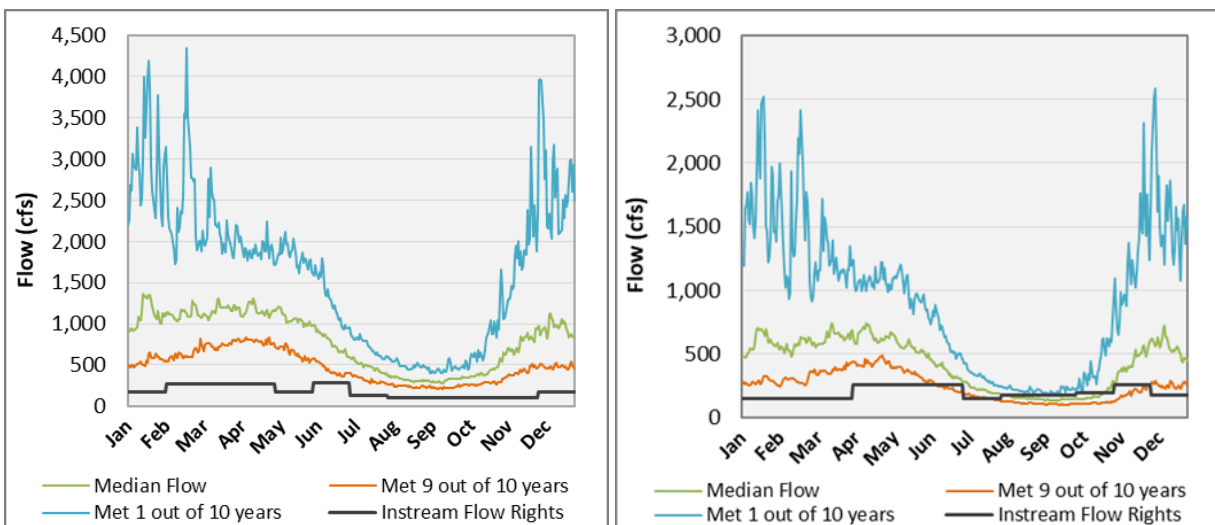 4,500
4,000
3,500
3,000
2,500
2,000
1,500
1,000
500
0
Flow (cfs)
Jan Feb Mar Apr May Jun Jul Aug Sep Oct Nov Dec
Median Flow Met 9 out of 10 years
Met 1 out of 10 years Instream Flow Rights
3,000
2,500
2,000
1,500
1,000
500
0
Flow (cfs)
Jan Feb Mar Apr May Jun Jul Aug Sep Oct Nov Dec
Median Flow Met 9 out of 10 years
Met 1 out of 10 years Instream Flow Rights